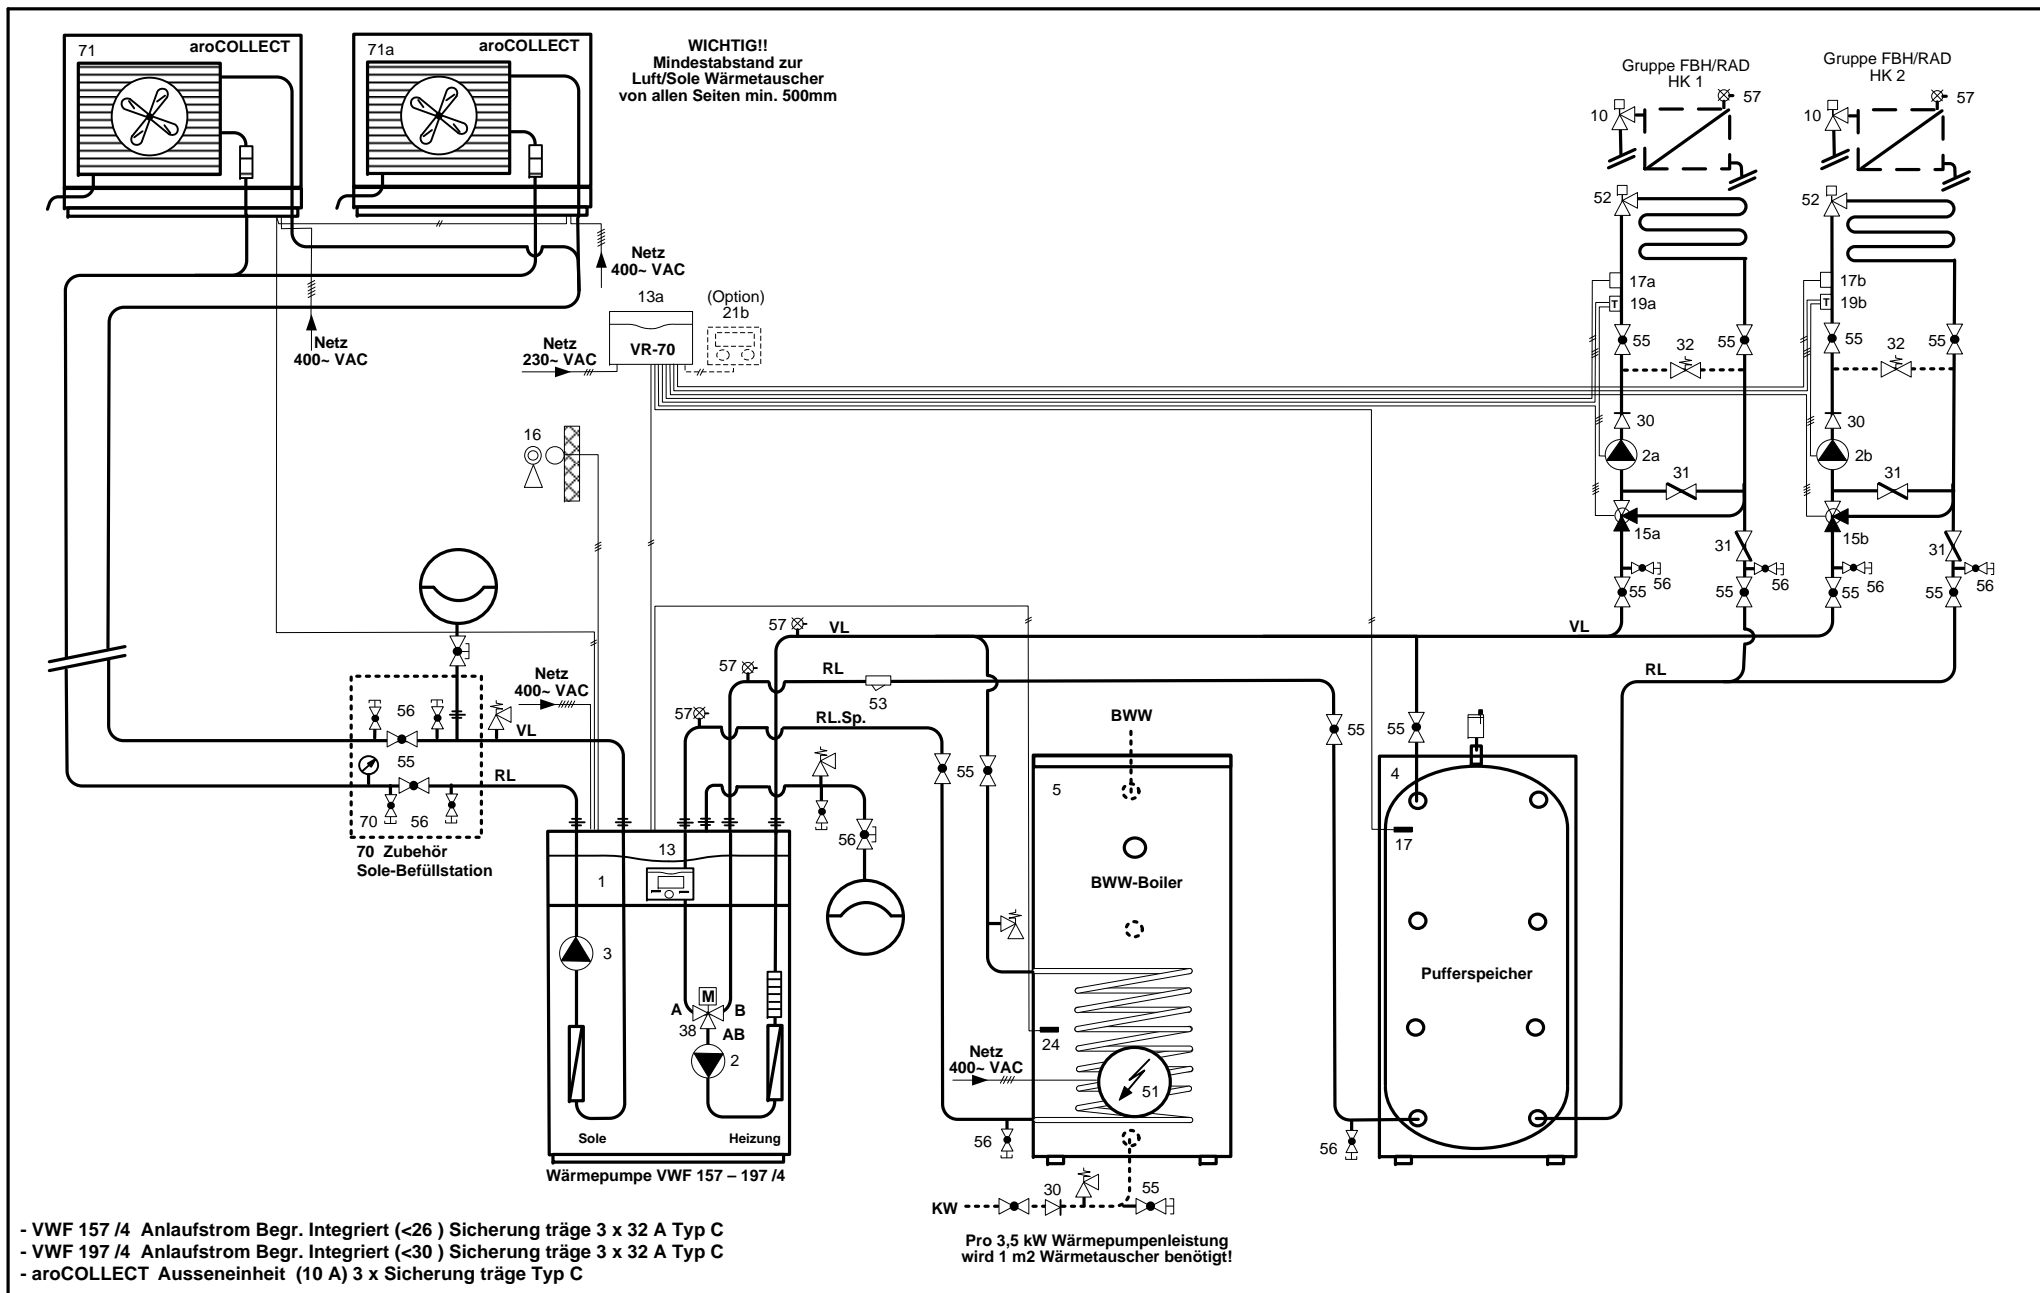 71
aroCOLLECT
71a
aroCOLLECT
WICHTIG!!
Mindestabstand zur
Luft/Sole Wärmetauscher
von allen Seiten min. 500mm
Gruppe FBH/RAD
HK 1
Gruppe FBH/RAD
HK 2
57
57
10
10
52
52
Netz
400~ VAC
Netz
400~ VAC
13a
(Option)
21b
VR-70
Netz
230~ VAC
17a
T
19a
17b
T
19b
55
32
55
55
32
55
16
30
30
2a
2b
31
31
15a
15b
31
31
56
56
56
56
55
55
55
55
57
VL
VL
57
RL
53
RL
57
RL.Sp.
Netz
400~ VAC
56
VL
55
RL
70
56
70 Zubehör
Sole-Befüllstation
55
BWW
55
55
56
5
4
13
1
17
BWW-Boiler
3
Pufferspeicher
M
A
B
38
AB
2
24
Netz
400~ VAC
51
Sole
Heizung
56
56
Wärmepumpe VWF 157 – 197 /4
30
55
KW
Pro 3,5 kW Wärmepumpenleistung
wird 1 m2 Wärmetauscher benötigt!
- VWF 157 /4 Anlaufstrom Begr. Integriert (<26 ) Sicherung träge 3 x 32 A Typ C
- VWF 197 /4 Anlaufstrom Begr. Integriert (<30 ) Sicherung träge 3 x 32 A Typ C
- aroCOLLECT Ausseneinheit (10 A) 3 x Sicherung träge Typ C